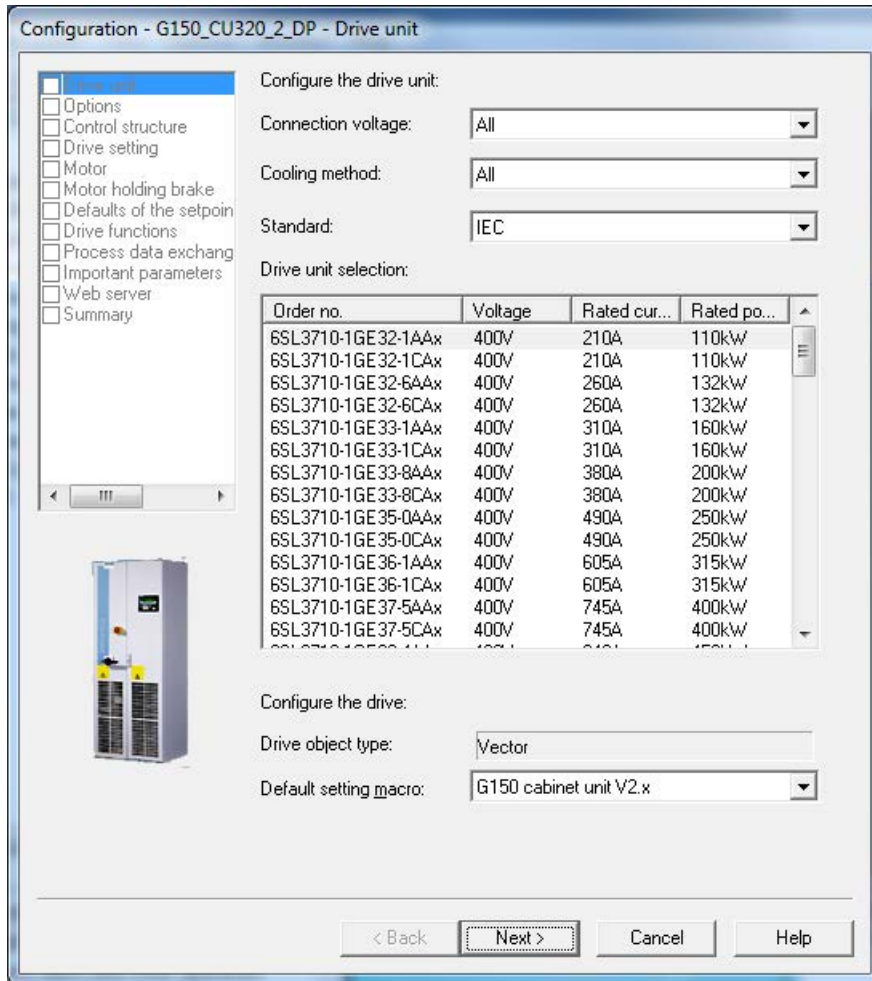 Configuration - G150_CU320_2_DP - Drive unit
Options
Control structure
Drive setting
Motor
Motor holding brake
Defaults of the setpoin
Drive functions
Process data exchang
Important parameters
Web server
Summary
Configure the drive unit:
Connection voltage: All
Cooling method: All
Standard: IEC
Drive unit selection:
Order no. Voltage Rated cur... Rated po...
6SL3710-1GE32-1AAx 400V 210A 110kW
6SL3710-1GE32-1CAx 400V 210A 110kW
6SL3710-1GE32-6AAx 400V 260A 132kW
6SL3710-1GE32-6CAx 400V 260A 132kW
6SL3710-1GE33-1AAx 400V 310A 160kW
6SL3710-1GE33-1CAx 400V 310A 160kW
6SL3710-1GE33-8AAx 400V 380A 200kW
6SL3710-1GE33-8CAx 400V 380A 200kW
6SL3710-1GE35-0AAx 400V 490A 250kW
6SL3710-1GE35-0CAx 400V 490A 250kW
6SL3710-1GE36-1AAx 400V 605A 315kW
6SL3710-1GE36-1CAx 400V 605A 315kW
6SL3710-1GE37-5AAx 400V 745A 400kW
6SL3710-1GE37-5CAx 400V 745A 400kW
Configure the drive:
Drive object type: Vector
Default setting macro: G150 cabinet unit V2.x
< Back Next > Cancel Help